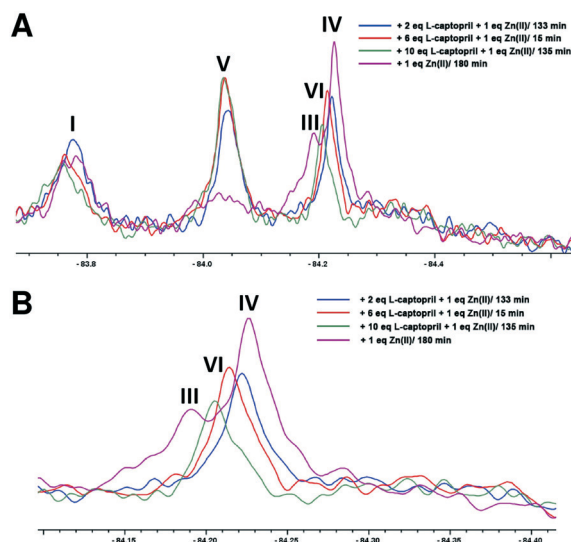 A
IV
V
VI
I
III
+ 2 eq L-captopril + 1 eq Zn(II)/ 133 min
+ 6 eq L-captopril + 1 eq Zn(II)/ 15 min
+ 10 eq L-captopril + 1 eq Zn(II)/ 135 min
+ 1 eq Zn(II)/ 180 min
-83.8 -84.0 -84.2 -84.4
B
IV
VI
III
+ 2 eq L-captopril + 1 eq Zn(II)/ 133 min
+ 6 eq L-captopril + 1 eq Zn(II)/ 15 min
+ 10 eq L-captopril + 1 eq Zn(II)/ 135 min
+ 1 eq Zn(II)/ 180 min
-84.15 -84.20 -84.25 -84.30 -84.35 -84.40